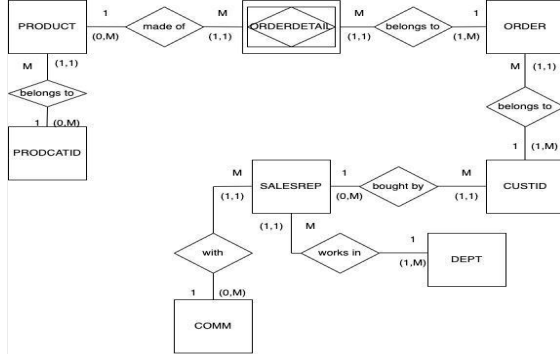 PRODUCT 1 (0,M) made of M (1,1) ORDERDETAIL M (1,1) belongs to 1 (1,M) ORDER
M (1,1) M (1,1)
belongs to belongs to
1 (0,M) 1 (1,M)
PRODCATID
M (1,1) SALESREP 1 (0,M) bought by M (1,1) CUSTID
(1,1) M
with works in 1 (1,M) DEPT
1 (0,M)
COMM